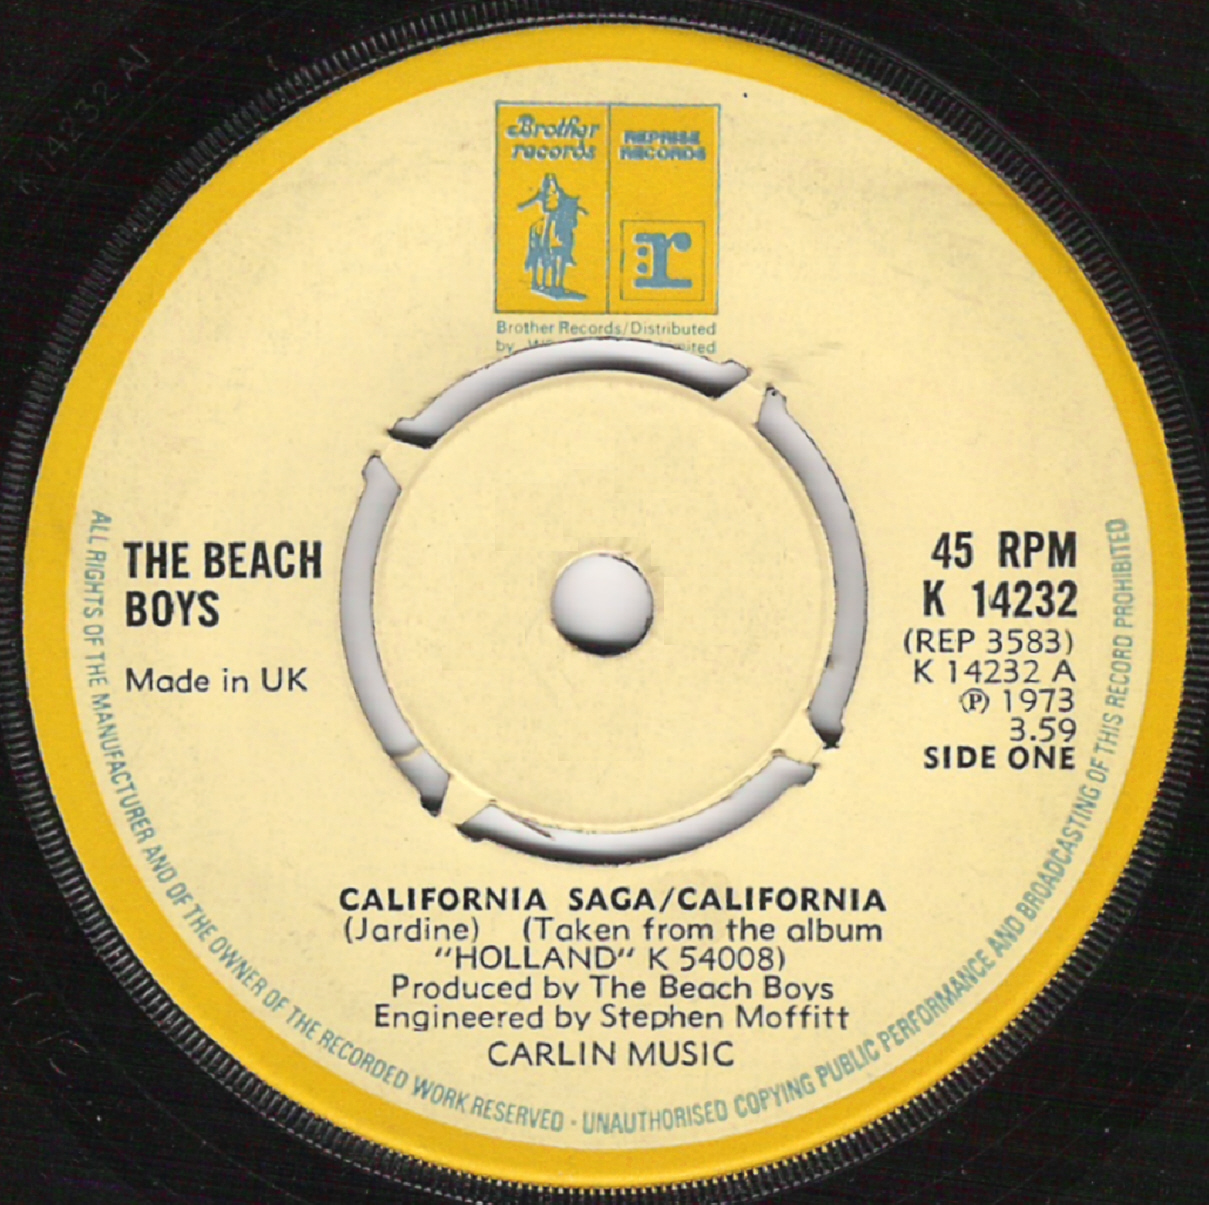 K 14232 A1
Brother
records
REPRISE
RECORDS
r
Brother Records/Distributed
by
THE BEACH
BOYS
Made in UK
45 RPM
K 14232
(REP 3583)
K 14232 A
Ⓟ 1973
3.59
SIDE ONE
CALIFORNIA SAGA/CALIFORNIA
(Jardine) (Taken from the album
"HOLLAND" K 54008)
Produced by The Beach Boys
Engineered by Stephen Moffitt
CARLIN MUSIC
ALL RIGHTS OF THE MANUFACTURER AND OF THE OWNER OF THE RECORDED WORK RESERVED · UNAUTHORISED COPYING PUBLIC PERFORMANCE AND BROADCASTING OF THIS RECORD PROHIBITED